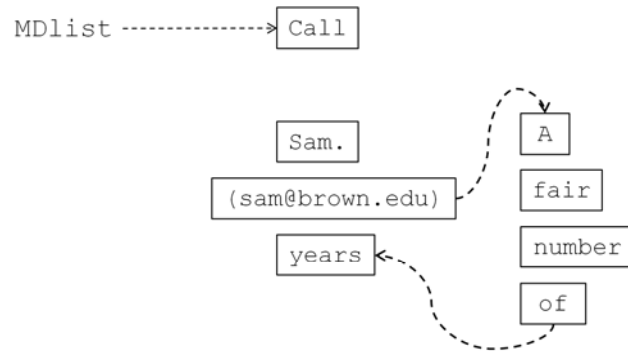 MDlist Call
Sam.
(sam@brown.edu)
years
A
fair
number
of